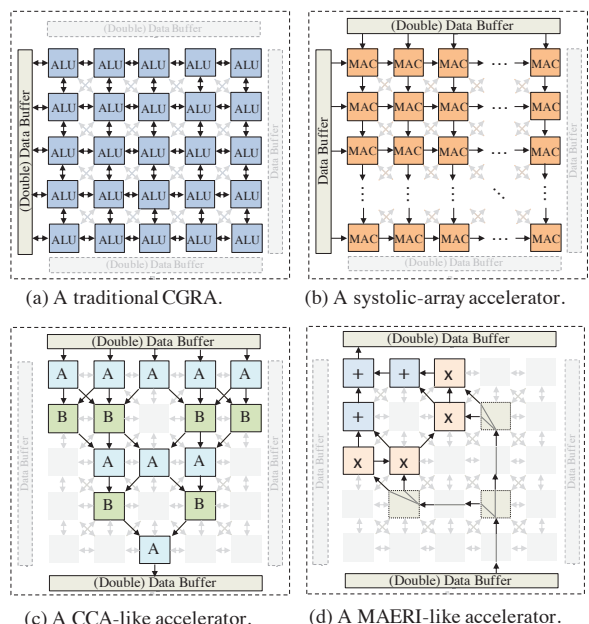 (Double) Data Buffer
(Double) Data Buffer
ALU ALU ALU ALU ALU
ALU ALU ALU ALU ALU
ALU ALU ALU ALU ALU
ALU ALU ALU ALU ALU
ALU ALU ALU ALU ALU
Data Buffer
(Double) Data Buffer
(a) A traditional CGRA.
(Double) Data Buffer
Data Buffer
MAC MAC MAC ··· MAC
MAC MAC MAC ··· MAC
MAC MAC MAC ··· MAC
MAC MAC MAC ··· MAC
Data Buffer
(Double) Data Buffer
(b) A systolic-array accelerator.
(Double) Data Buffer
Data Buffer
A A A A A
B B B B
A A A
B B
A
Data Buffer
(Double) Data Buffer
(c) A CCA-like accelerator.
(Double) Data Buffer
Data Buffer
+ + x
+ x
x x
Data Buffer
(Double) Data Buffer
(d) A MAERI-like accelerator.